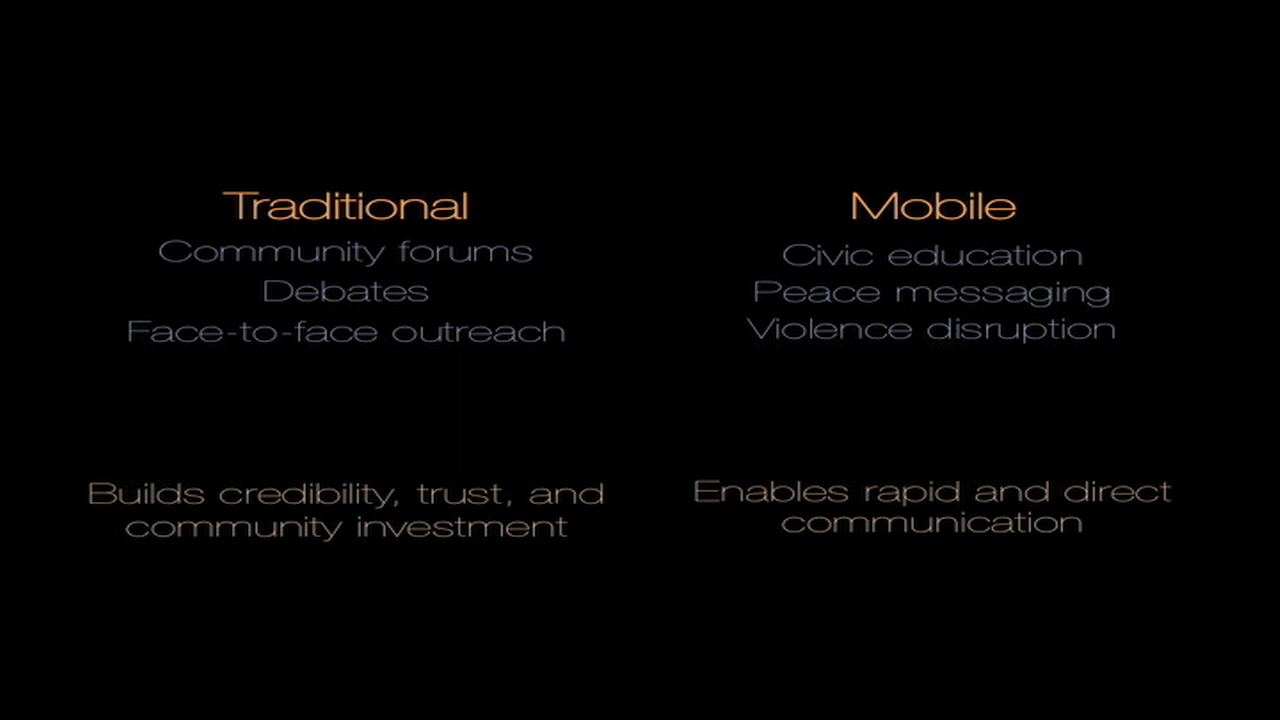 Traditional
Community forums
Debates
Face-to-face outreach
Builds credibility, trust, and
community investment
Mobile
Civic education
Peace messaging
Violence disruption
Enables rapid and direct
communication